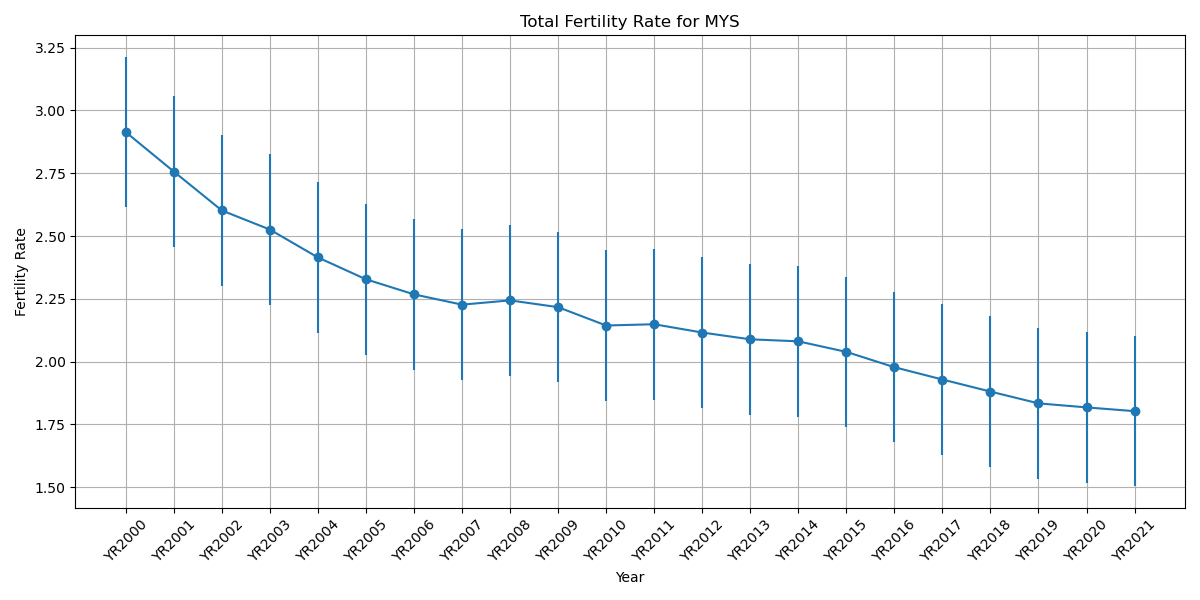 Total Fertility Rate for MYS
Fertility Rate
3.25
3.00
2.75
2.50
2.25
2.00
1.75
1.50
YR2000
YR2001
YR2002
YR2003
YR2004
YR2005
YR2006
YR2007
YR2008
YR2009
YR2010
YR2011
YR2012
YR2013
YR2014
YR2015
YR2016
YR2017
YR2018
YR2019
YR2020
YR2021
Year